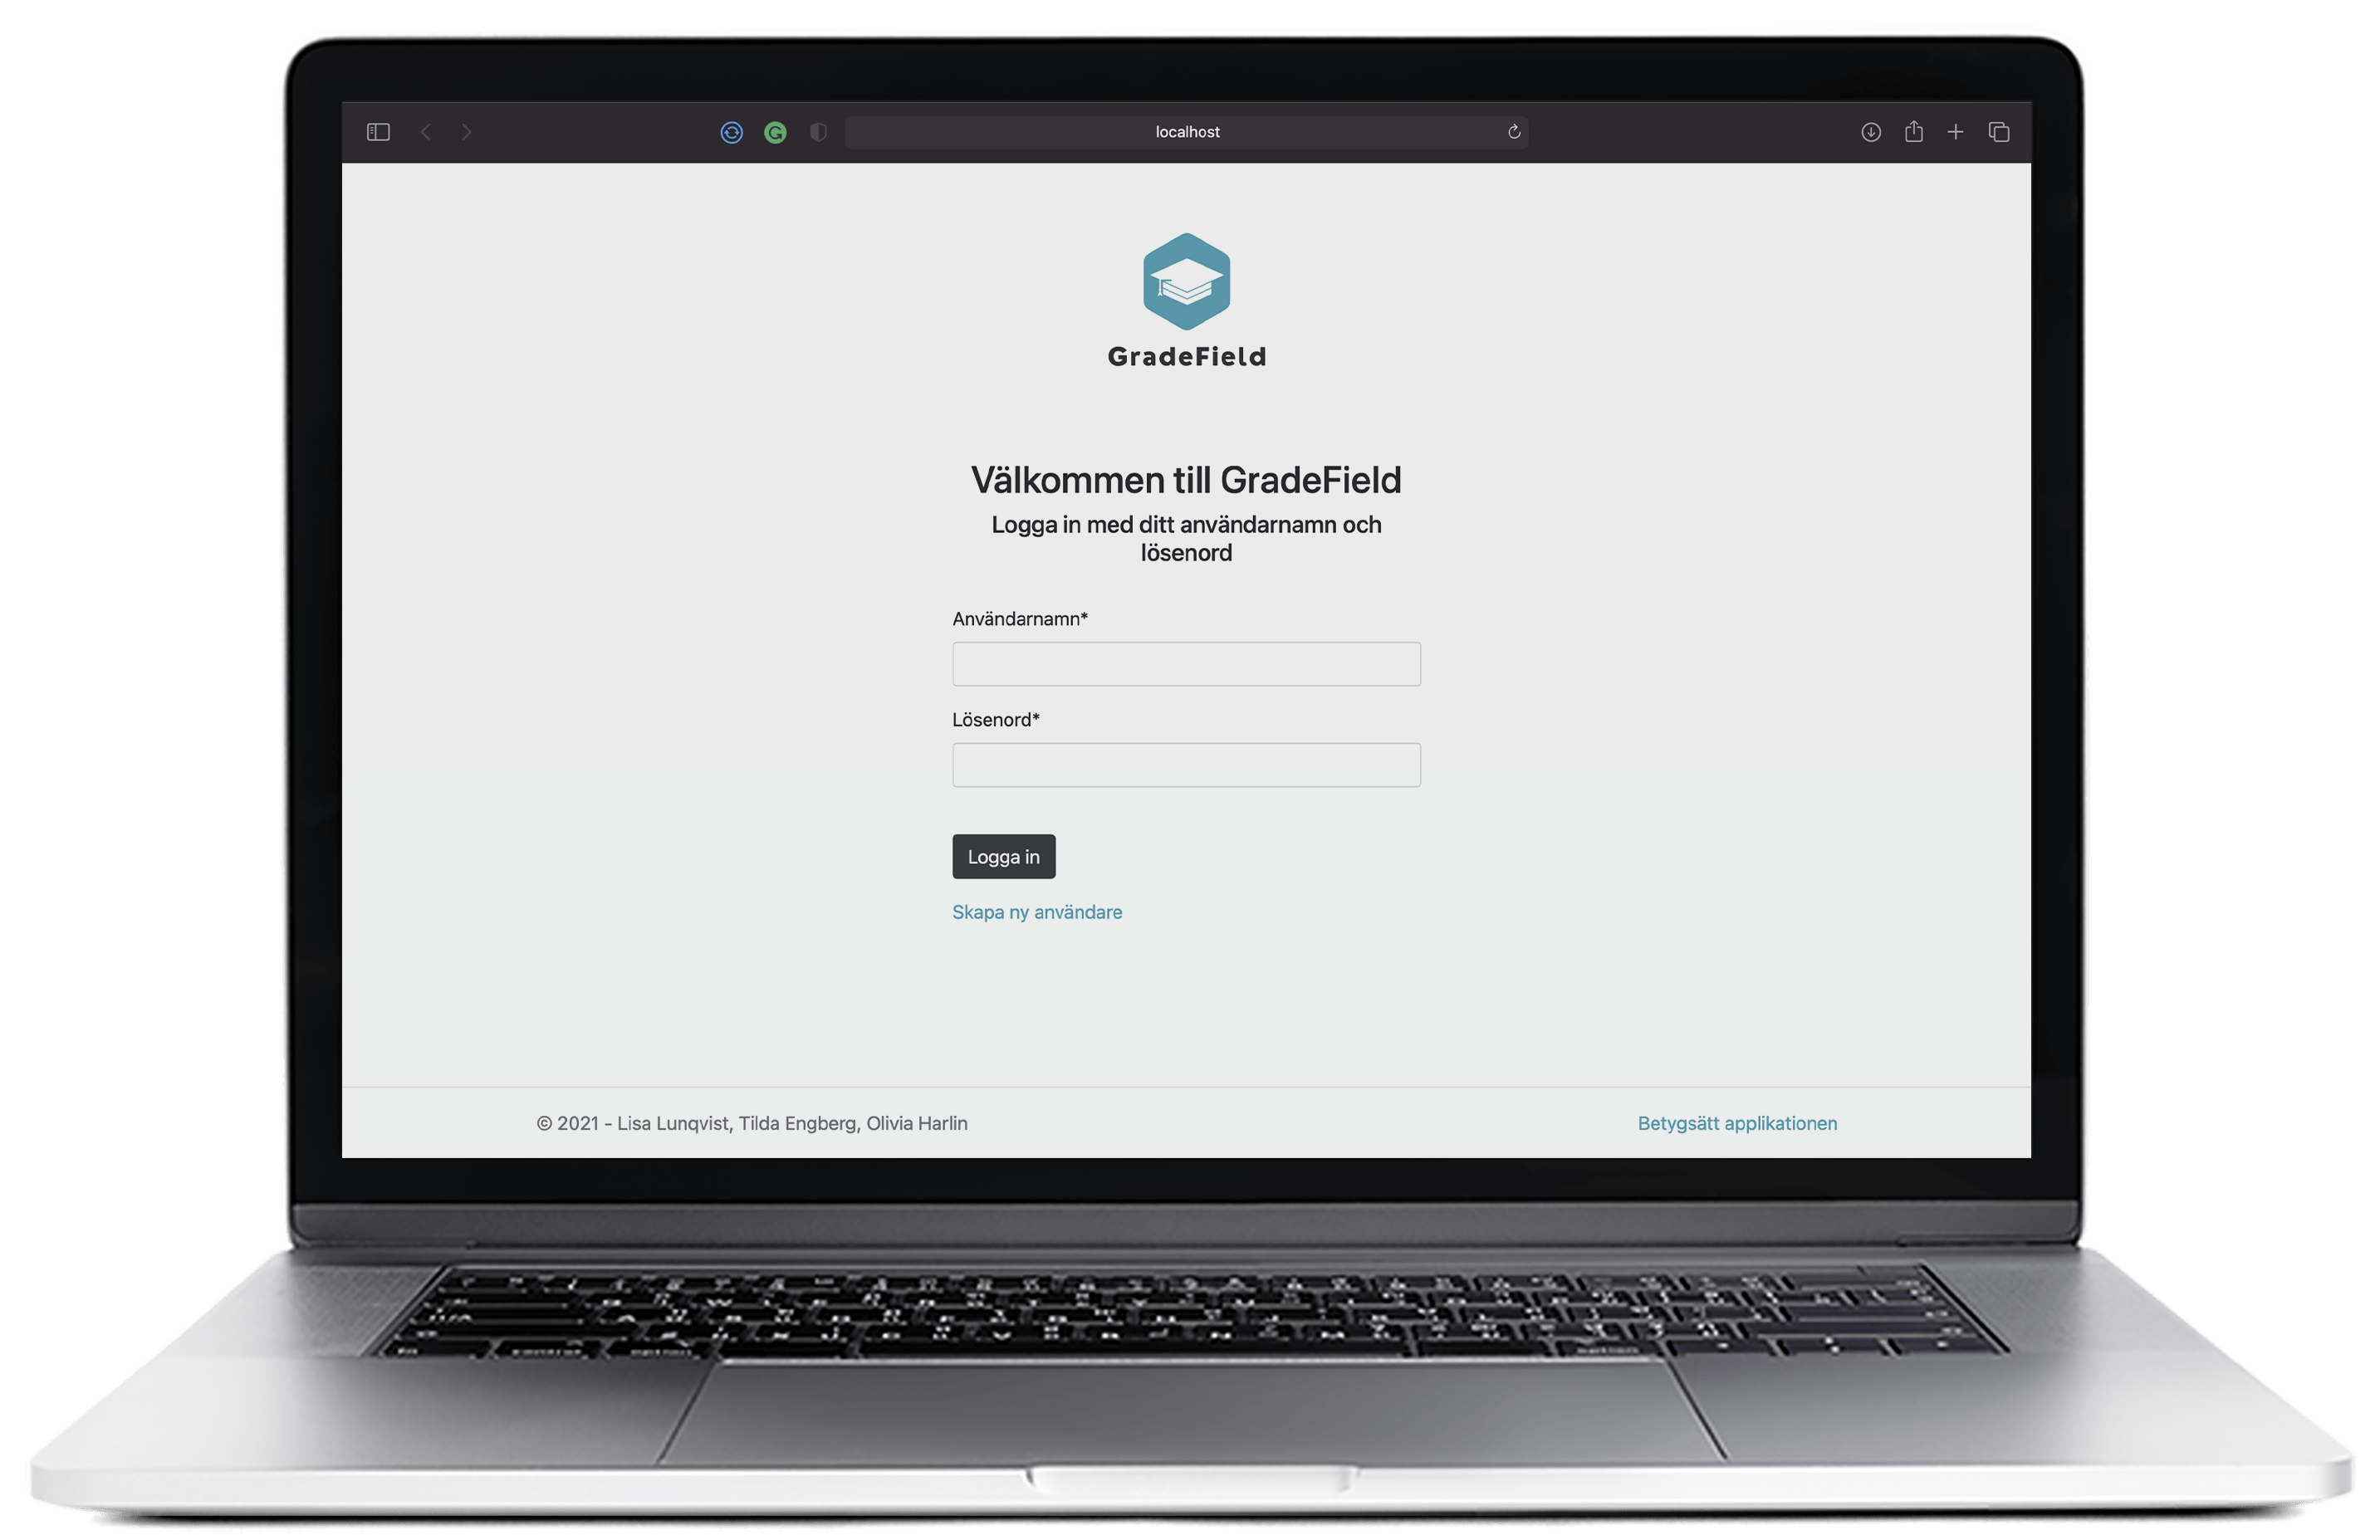 localhost
GradeField
Välkommen till GradeField
Logga in med ditt användarnamn och
lösenord
Användarnamn*
Lösenord*
Logga in
Skapa ny användare
© 2021 - Lisa Lunqvist, Tilda Engberg, Olivia Harlin
Betygsätt applikationen